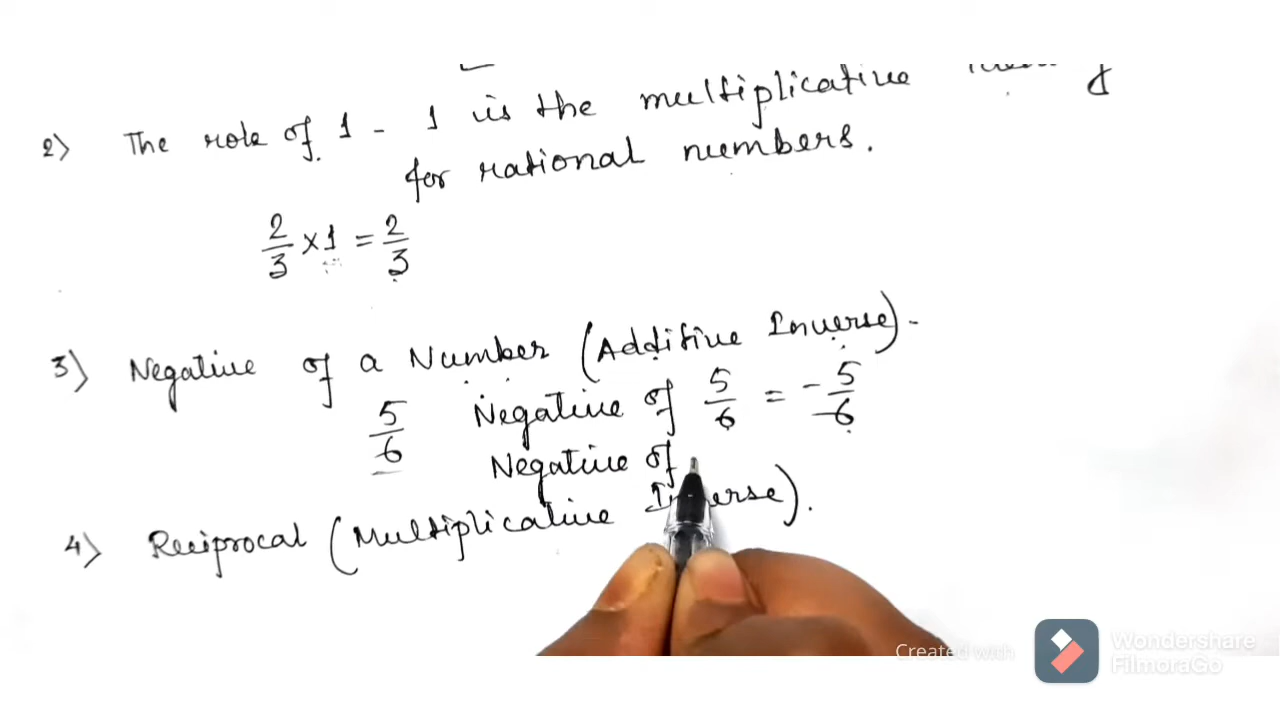 2) The role of 1 - 1 is the multiplicative
for rational numbers.
2/3 × 1 = 2/3
3) Negative of a Number (Additive Inverse).
5/6 Negative of 5/6 = -5/6
Negative of
4) Reciprocal (Multiplicative Inverse).
Created with Wondershare FilmoraGo